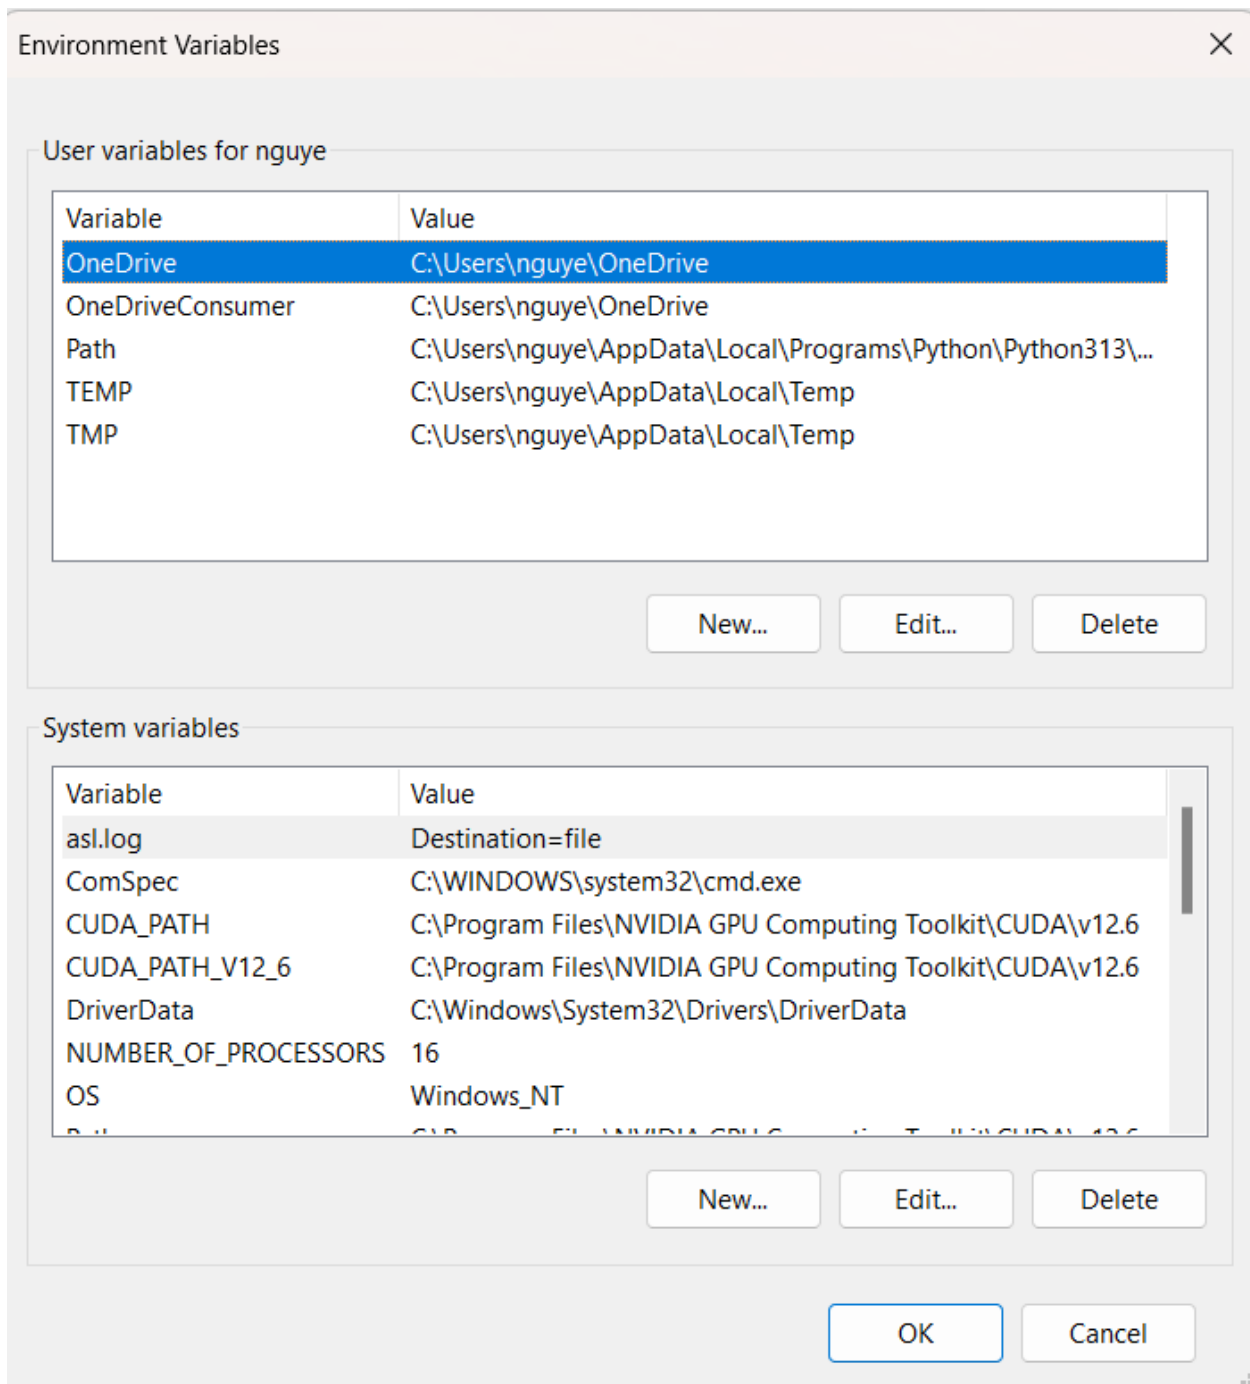 Environment Variables
User variables for nguye
Variable Value
OneDrive C:\Users\nguye\OneDrive
OneDriveConsumer C:\Users\nguye\OneDrive
Path C:\Users\nguye\AppData\Local\Programs\Python\Python313\...
TEMP C:\Users\nguye\AppData\Local\Temp
TMP C:\Users\nguye\AppData\Local\Temp
New... Edit... Delete
System variables
Variable Value
asl.log Destination=file
ComSpec C:\WINDOWS\system32\cmd.exe
CUDA_PATH C:\Program Files\NVIDIA GPU Computing Toolkit\CUDA\v12.6
CUDA_PATH_V12_6 C:\Program Files\NVIDIA GPU Computing Toolkit\CUDA\v12.6
DriverData C:\Windows\System32\Drivers\DriverData
NUMBER_OF_PROCESSORS 16
OS Windows_NT
New... Edit... Delete
OK Cancel